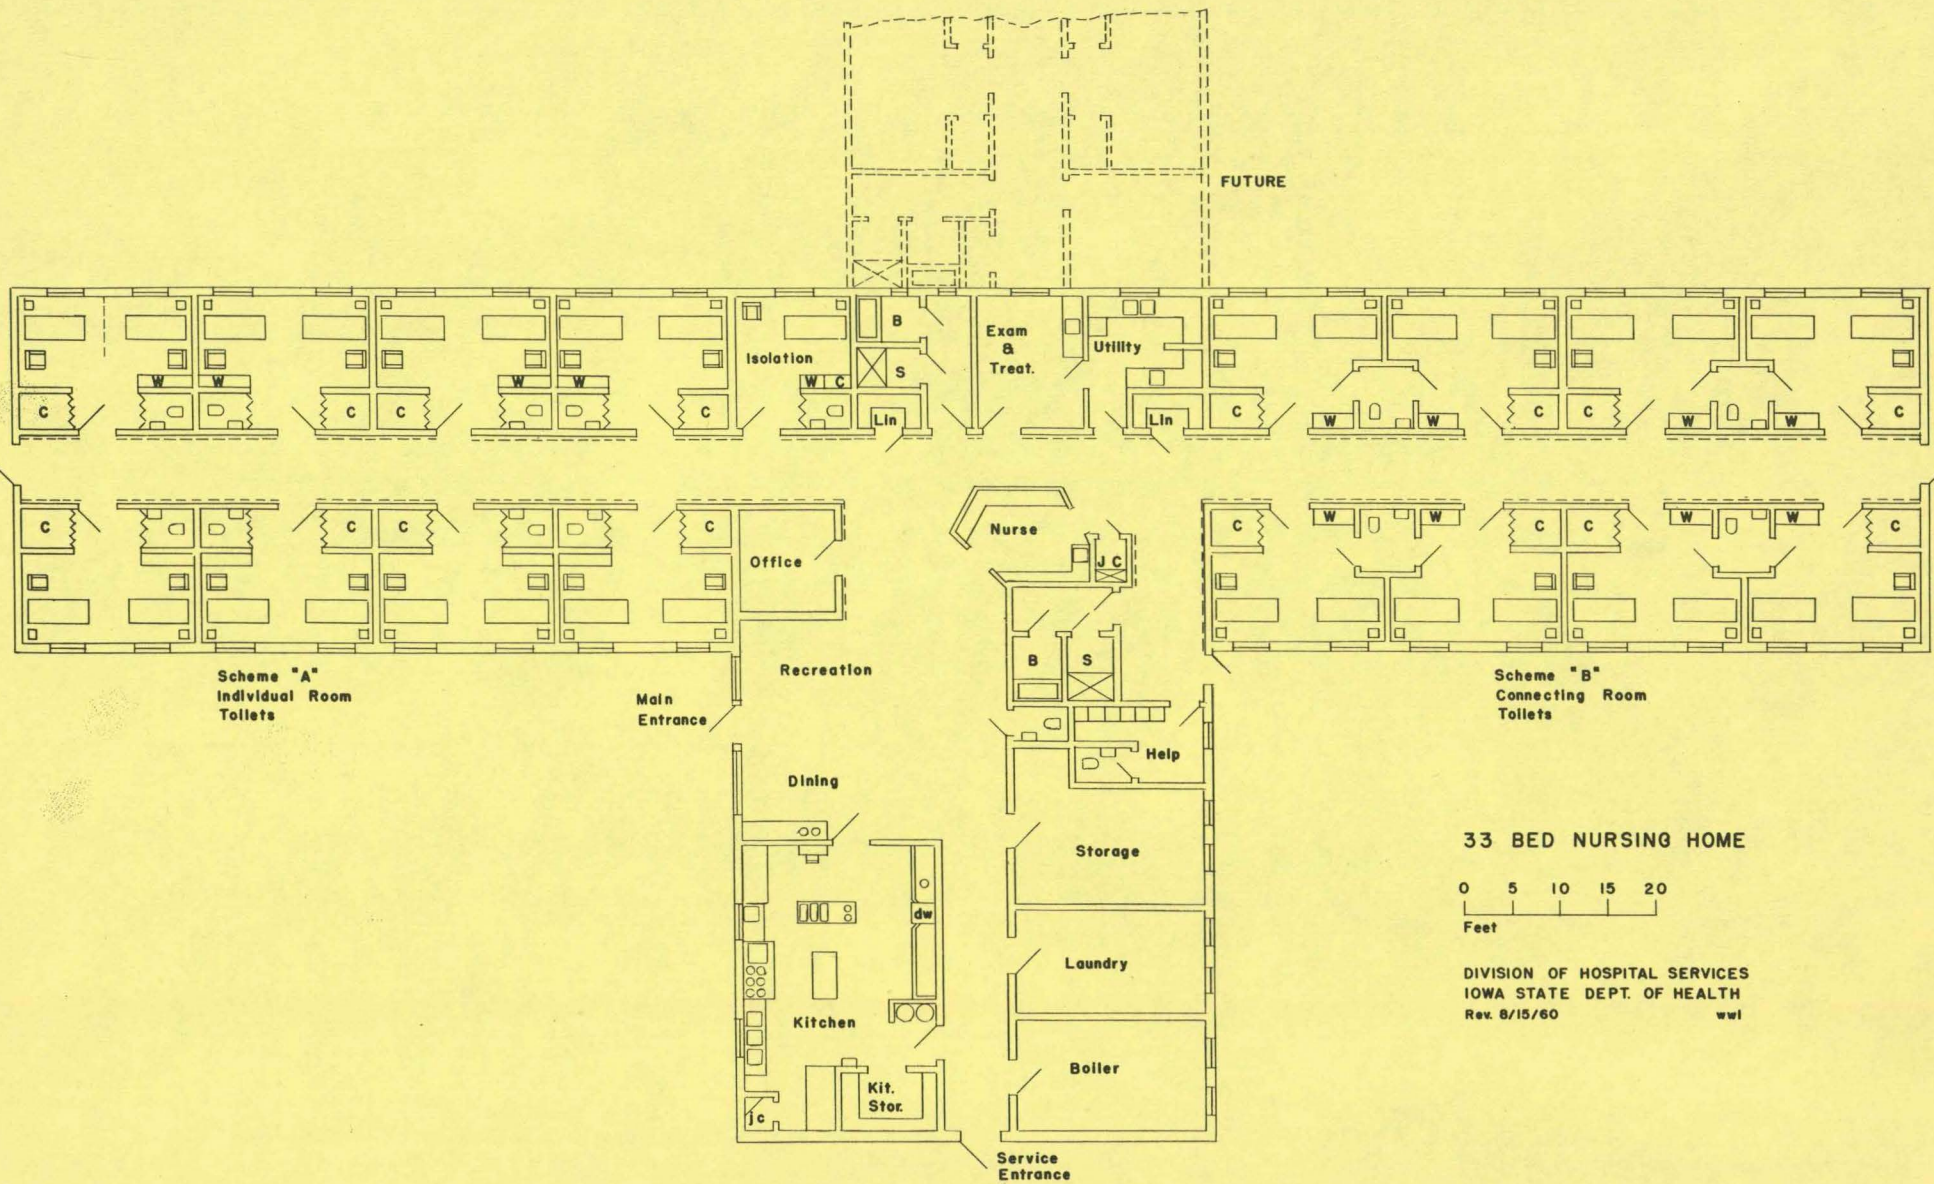 FUTURE
B
Exam
&
Treat.
Utility
Isolation
S
W W W W W C
C C C C Lin Lin C C C C
W W W W
C C C C Office Nurse J C C W W C C W W C
Scheme "A"
Individual Room
Toilets
Main
Entrance
Recreation
B S
Scheme "B"
Connecting Room
Toilets
Help
Dining
Storage
33 BED NURSING HOME
0 5 10 15 20
Feet
dw
Laundry
DIVISION OF HOSPITAL SERVICES
IOWA STATE DEPT. OF HEALTH
Rev. 8/15/60 wwl
Kitchen
Boiler
Kit.
Stor.
jc
Service
Entrance